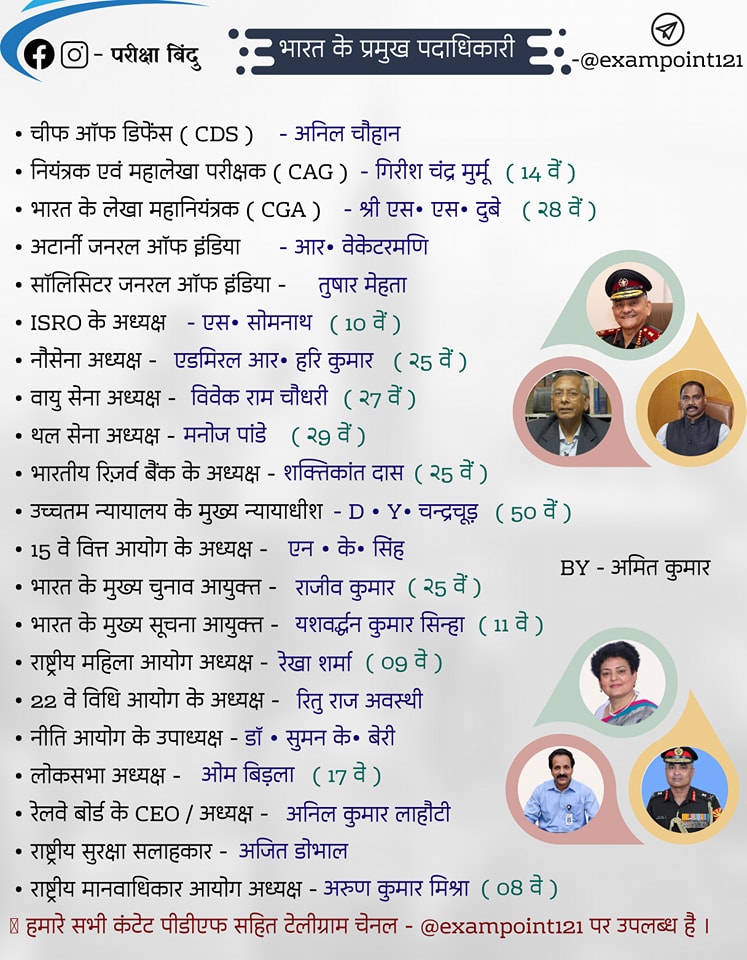 - परीक्षा बिंदु
भारत के प्रमुख पदाधिकारी
-@exampoint121
• चीफ ऑफ डिफेंस ( CDS ) - अनिल चौहान
• नियंत्रक एवं महालेखा परीक्षक ( CAG ) - गिरीश चंद्र मुर्मू ( 14 वें )
• भारत के लेखा महानियंत्रक ( CGA ) - श्री एस• एस• दुबे ( २8 वें )
• अटार्नी जनरल ऑफ इंडिया - आर• वेकेटरमणि
• सॉलिसिटर जनरल ऑफ इंडिया - तुषार मेहता
• ISRO के अध्यक्ष - एस• सोमनाथ ( 10 वें )
• नौसेना अध्यक्ष - एडमिरल आर• हरि कुमार ( २5 वें )
• वायु सेना अध्यक्ष - विवेक राम चौधरी ( २7 वें )
• थल सेना अध्यक्ष - मनोज पांडे ( २9 वें )
• भारतीय रिज़र्व बैंक के अध्यक्ष - शक्तिकांत दास ( २5 वें )
• उच्चतम न्यायालय के मुख्य न्यायाधीश - D • Y• चन्द्रचूड़ ( 50 वें )
• 15 वे वित्त आयोग के अध्यक्ष - एन • के• सिंह
BY - अमित कुमार
• भारत के मुख्य चुनाव आयुक्त - राजीव कुमार ( २5 वें )
• भारत के मुख्य सूचना आयुक्त - यशवर्द्धन कुमार सिन्हा ( 11 वें )
• राष्ट्रीय महिला आयोग अध्यक्ष - रेखा शर्मा ( 09 वे )
• 22 वे विधि आयोग के अध्यक्ष - रितु राज अवस्थी
• नीति आयोग के उपाध्यक्ष - डॉ • सुमन के• बेरी
• लोकसभा अध्यक्ष - ओम बिड़ला ( 17 वे )
• रेलवे बोर्ड के CEO / अध्यक्ष - अनिल कुमार लाहौटी
• राष्ट्रीय सुरक्षा सलाहकार - अजित डोभाल
• राष्ट्रीय मानवाधिकार आयोग अध्यक्ष - अरुण कुमार मिश्रा ( 08 वे )
हमारे सभी कंटेट पीडीएफ सहित टेलीग्राम चेनल - @exampoint121 पर उपलब्ध है ।